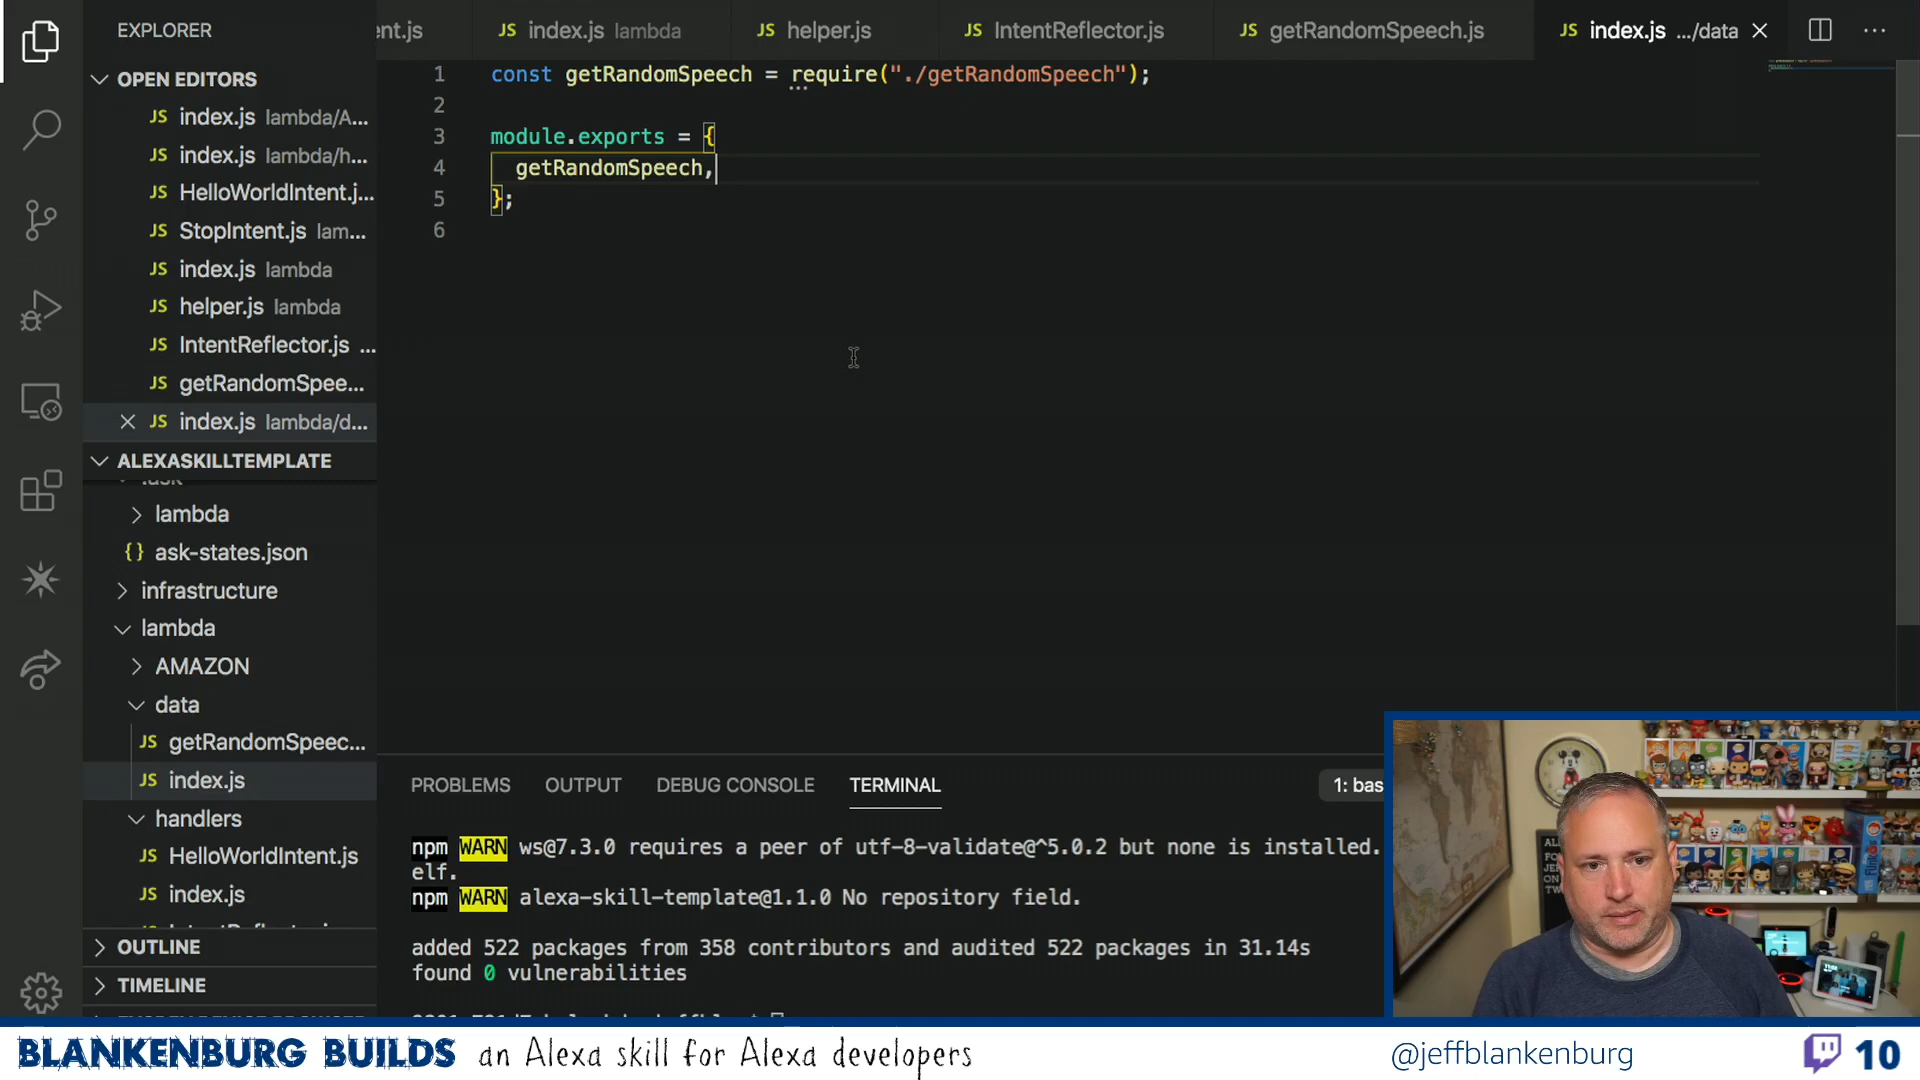 EXPLORER
OPEN EDITORS
JS index.js lambda/A...
JS index.js lambda/h...
JS HelloWorldIntent.j...
JS StopIntent.js lam...
JS index.js lambda
JS helper.js lambda
JS IntentReflector.js ...
JS getRandomSpee...
JS index.js lambda/d...
ALEXASKILLTEMPLATE
.ask
lambda
{} ask-states.json
infrastructure
lambda
AMAZON
data
JS getRandomSpeec...
JS index.js
handlers
JS HelloWorldIntent.js
JS index.js
OUTLINE
TIMELINE
ent.js JS index.js lambda JS helper.js JS IntentReflector.js JS getRandomSpeech.js JS index.js .../data
1 const getRandomSpeech = require("./getRandomSpeech");
2
3 module.exports = {
4 getRandomSpeech,
5 };
6
PROBLEMS OUTPUT DEBUG CONSOLE TERMINAL 1: bas
npm WARN ws@7.3.0 requires a peer of utf-8-validate@^5.0.2 but none is installed.
elf.
npm WARN alexa-skill-template@1.1.0 No repository field.
added 522 packages from 358 contributors and audited 522 packages in 31.14s
found 0 vulnerabilities
BLANKENBURG BUILDS an Alexa skill for Alexa developers @jeffblankenburg 10